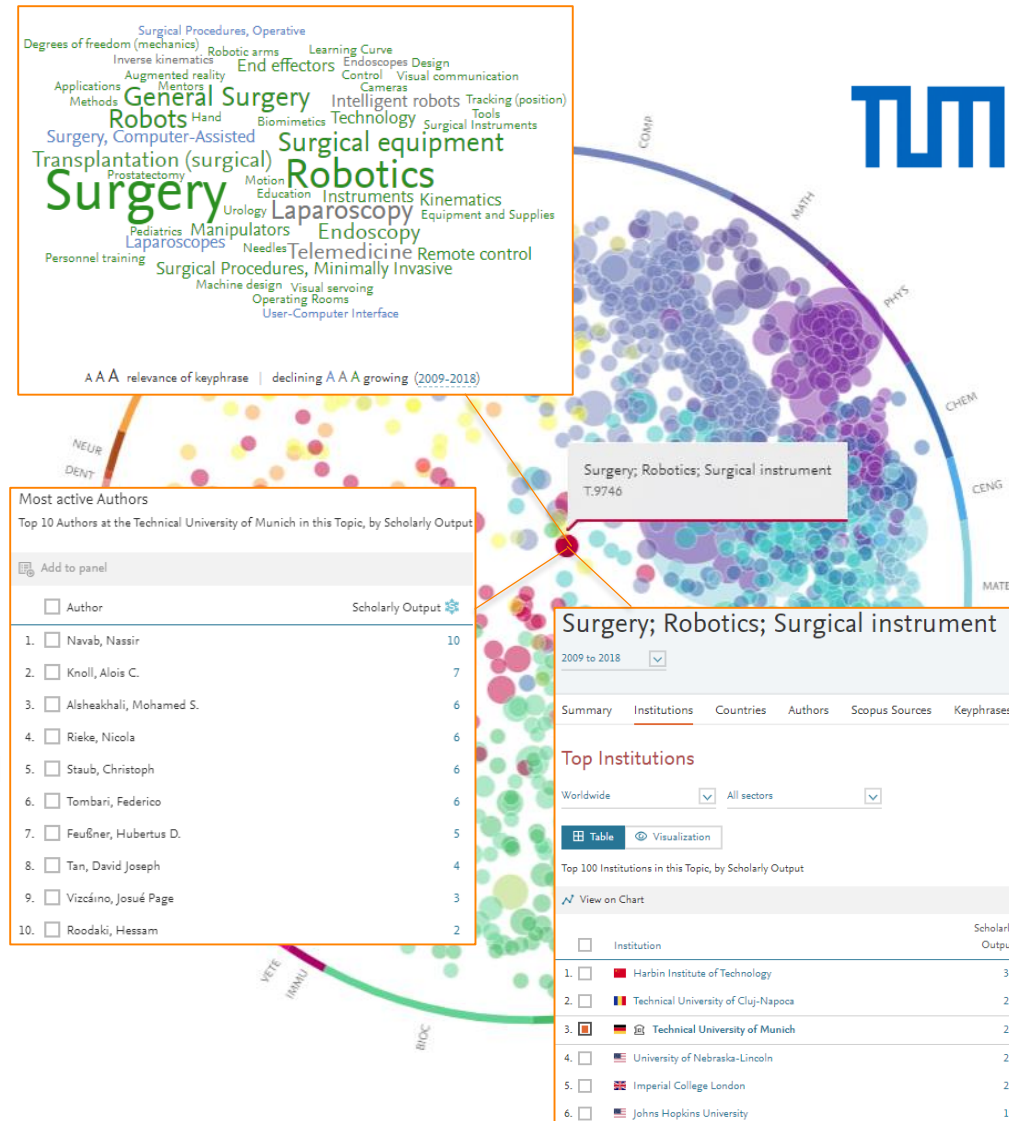 Surgical Procedures, Operative
Degrees of freedom (mechanics) Robotic arms Learning Curve
Inverse kinematics End effectors Endoscopes Design
Augmented reality Control Visual communication
Applications Mentors Cameras
Methods General Surgery Intelligent robots Tracking (position)
Robots Hand Biomimetics Technology Tools
Surgical Instruments
Surgery, Computer-Assisted Surgical equipment
Transplantation (surgical)
Prostatectomy
Surgery Motion Robotics
Education Instruments Kinematics
Urology Laparoscopy Equipment and Supplies
Pediatrics Manipulators Endoscopy
Laparoscopes Needles Telemedicine Remote control
Personnel training
Surgical Procedures, Minimally Invasive
Machine design Visual servoing
Operating Rooms
User-Computer Interface
A A A relevance of keyphrase | declining A A A growing (2009-2018)
TUM
COMP
MATH
PHYS
CHEM
CENG
MATE
NEUR
DENT
VETE
IMMU
BIOC
Surgery; Robotics; Surgical instrument
T.9746
Most active Authors
Top 10 Authors at the Technical University of Munich in this Topic, by Scholarly Output
Add to panel
Author Scholarly Output
1. Navab, Nassir 10
2. Knoll, Alois C. 7
3. Alsheakhali, Mohamed S. 6
4. Rieke, Nicola 6
5. Staub, Christoph 6
6. Tombari, Federico 6
7. Feußner, Hubertus D. 5
8. Tan, David Joseph 4
9. Vizcáıno, Josué Page 3
10. Roodaki, Hessam 2
Surgery; Robotics; Surgical instrument
2009 to 2018
Summary Institutions Countries Authors Scopus Sources Keyphrases
Top Institutions
Worldwide All sectors
Table Visualization
Top 100 Institutions in this Topic, by Scholarly Output
View on Chart
Institution
1. Harbin Institute of Technology
2. Technical University of Cluj-Napoca
3. Technical University of Munich
4. University of Nebraska-Lincoln
5. Imperial College London
6. Johns Hopkins University